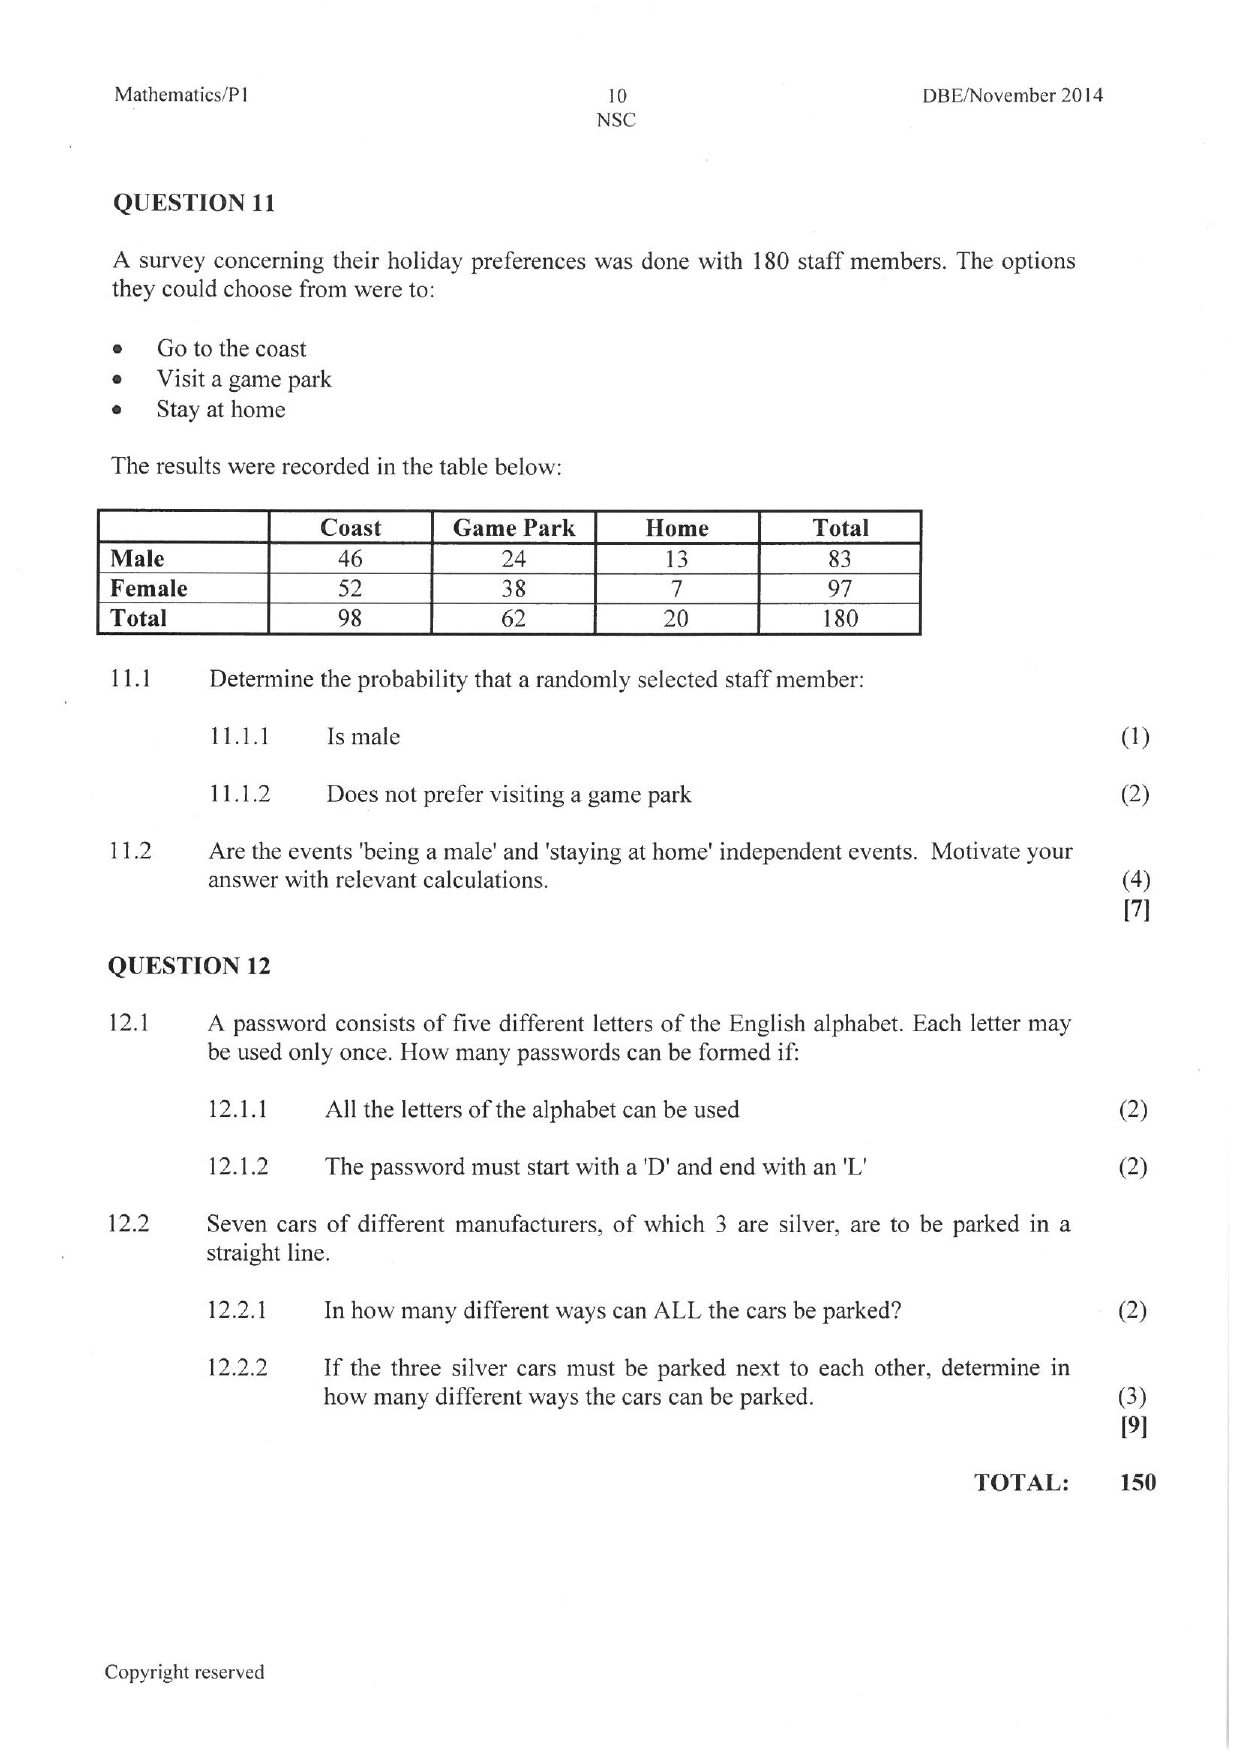 Mathematics/P1 10 DBE/November 2014
NSC
QUESTION 11
A survey concerning their holiday preferences was done with 180 staff members. The options
they could choose from were to:
• Go to the coast
• Visit a game park
• Stay at home
The results were recorded in the table below:
Coast Game Park Home Total
Male 46 24 13 83
Female 52 38 7 97
Total 98 62 20 180
11.1 Determine the probability that a randomly selected staff member:
11.1.1 Is male (1)
11.1.2 Does not prefer visiting a game park (2)
11.2 Are the events 'being a male' and 'staying at home' independent events. Motivate your
answer with relevant calculations. (4)
[7]
QUESTION 12
12.1 A password consists of five different letters of the English alphabet. Each letter may
be used only once. How many passwords can be formed if:
12.1.1 All the letters of the alphabet can be used (2)
12.1.2 The password must start with a 'D' and end with an 'L' (2)
12.2 Seven cars of different manufacturers, of which 3 are silver, are to be parked in a
straight line.
12.2.1 In how many different ways can ALL the cars be parked? (2)
12.2.2 If the three silver cars must be parked next to each other, determine in
how many different ways the cars can be parked. (3)
[9]
TOTAL: 150
Copyright reserved